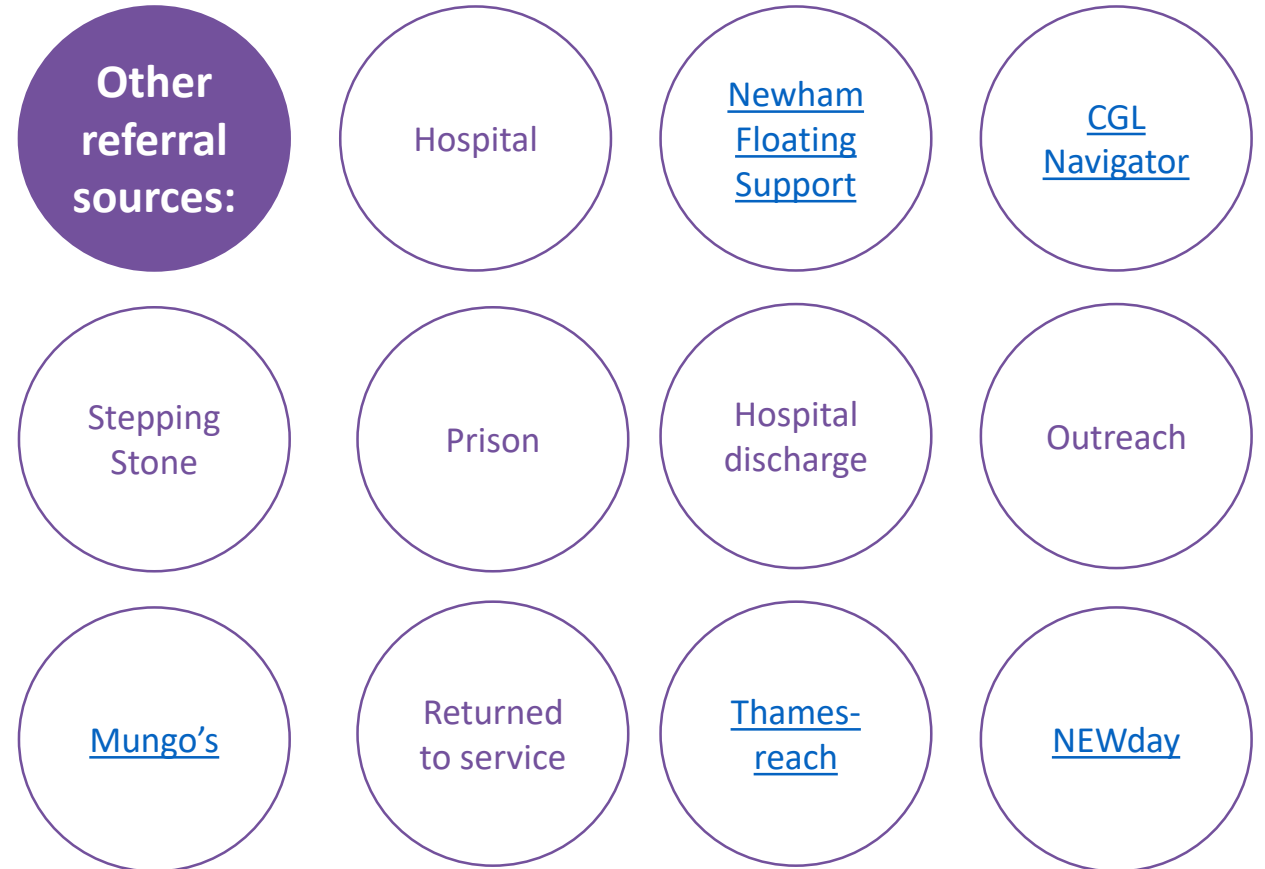 Other
referral
sources:
Hospital
Newham
Floating
Support
CGL
Navigator
Stepping
Stone
Prison
Hospital
discharge
Outreach
Mungo’s
Returned
to service
Thames-
reach
NEWday